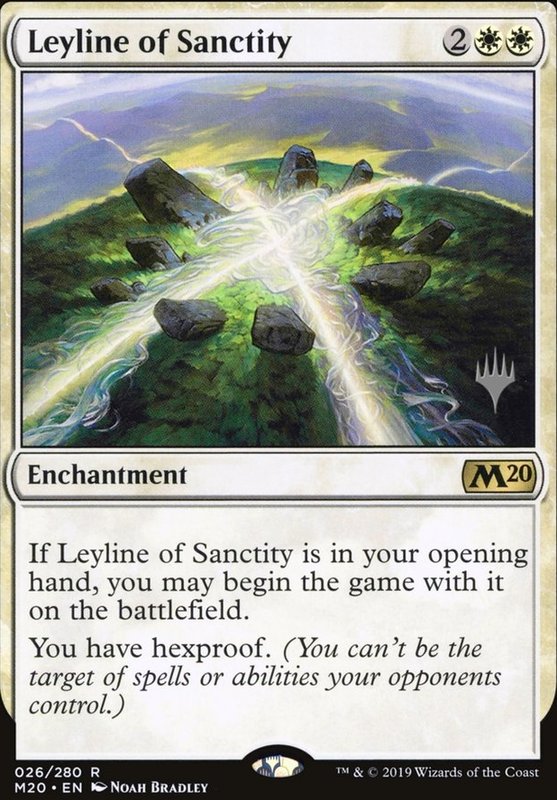 Leyline of Sanctity 2
Enchantment M20
If Leyline of Sanctity is in your opening
hand, you may begin the game with it
on the battlefield.
You have hexproof. (You can't be the
target of spells or abilities your opponents
control.)
026/280 R
M20 • EN Noah Bradley
™ & © 2019 Wizards of the Coast